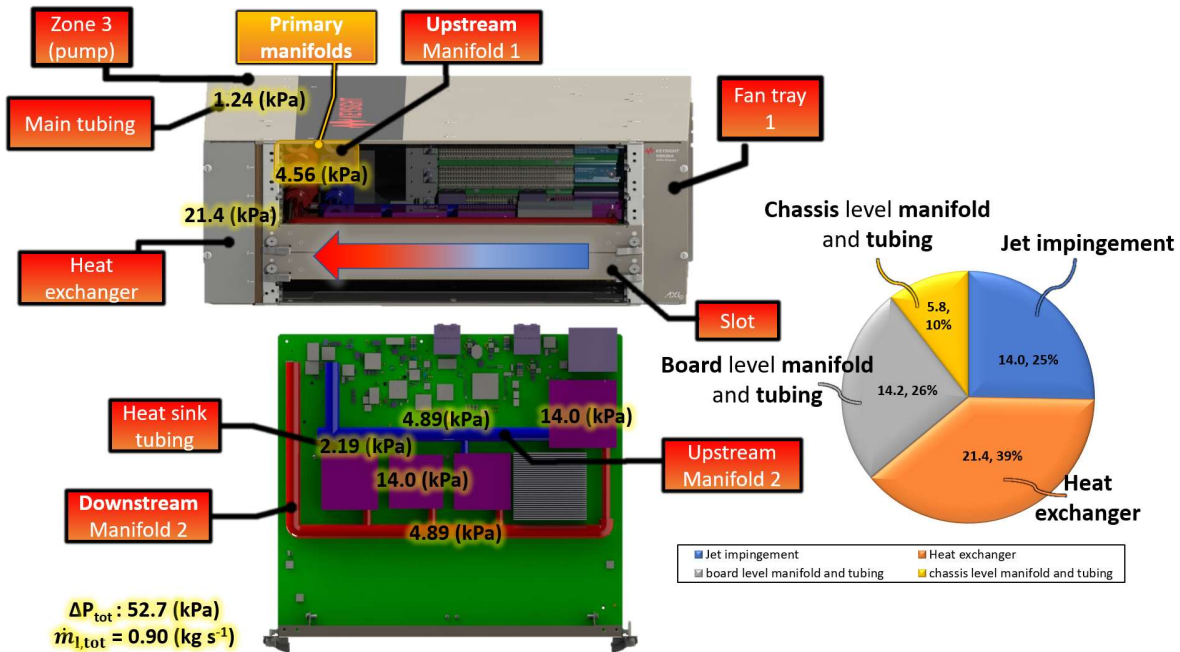 Zone 3
(pump)
Primary
manifolds
Upstream
Manifold 1
1.24 (kPa)
Main tubing
Fan tray
1
KEYSIGHT
4.56 (kPa)
21.4 (kPa)
Heat
exchanger
AXIe
Slot
Chassis level manifold
and tubing
Jet impingement
5.8,
10%
14.0, 25%
Board level manifold
and tubing
14.2, 26%
21.4, 39%
Heat
exchanger
Jet impingement
Heat exchanger
board level manifold and tubing
chassis level manifold and tubing
Heat sink
tubing
4.89(kPa)
14.0 (kPa)
2.19 (kPa)
14.0 (kPa)
Upstream
Manifold 2
Downstream
Manifold 2
4.89 (kPa)
ΔPtot : 52.7 (kPa)
ṁl,tot = 0.90 (kg s⁻¹)